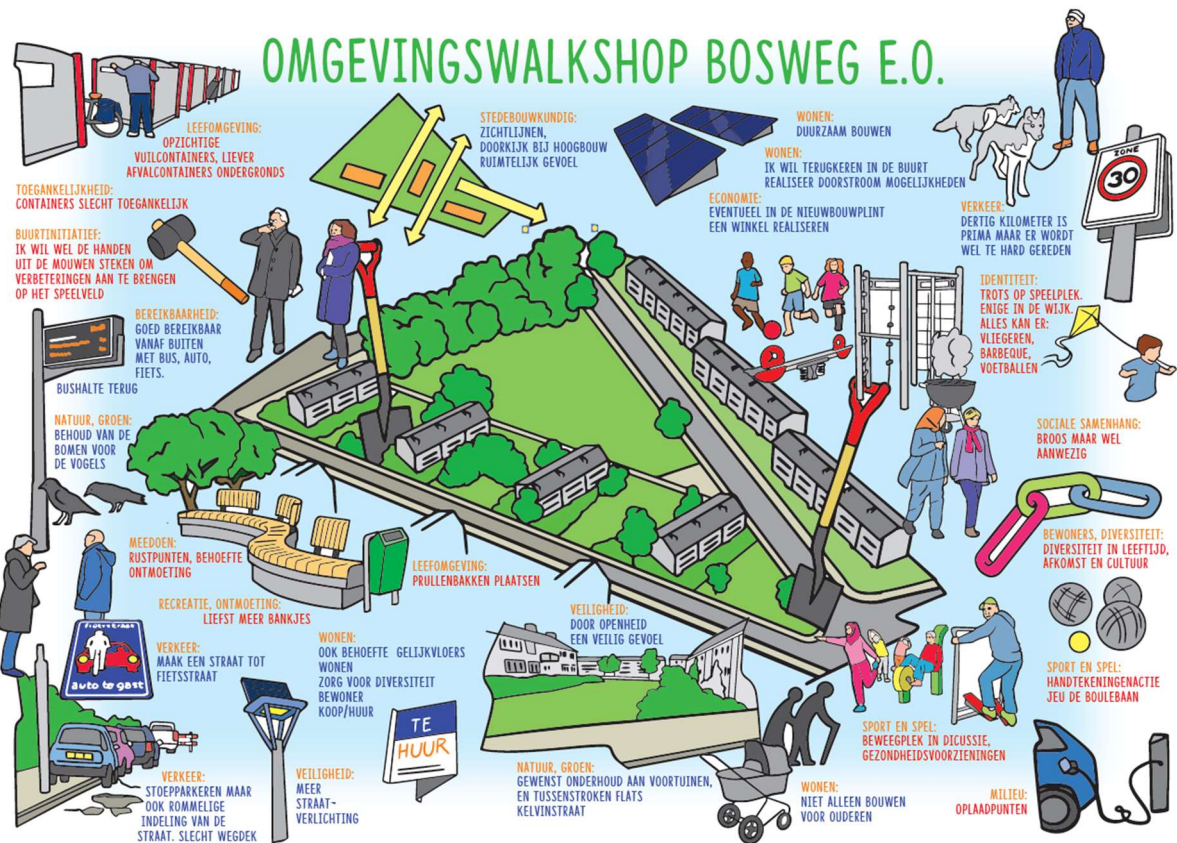 OMGEVINGSWALKSHOP BOSWEG E.O.
LEEFOMGEVING:
OPZICHTIGE
VUILCONTAINERS, LIEVER
AFVALCONTAINERS ONDERGRONDS
TOEGANKELIJKHEID:
CONTAINERS SLECHT TOEGANKELIJK
BUURTINITIATIEF:
IK WIL WEL DE HANDEN
UIT DE MOUWEN STEKEN OM
VERBETERINGEN AAN TE BRENGEN
OP HET SPEELVELD
BEREIKBAARHEID:
GOED BEREIKBAAR
VANAF BUITEN
MET BUS, AUTO,
FIETS.
BUSHALTE TERUG
NATUUR, GROEN:
BEHOUD VAN DE
BOMEN VOOR
DE VOGELS
STEDEBOUWKUNDIG:
ZICHTLIJNEN,
DOORKIJK BIJ HOOGBOUW
RUIMTELIJK GEVOEL
WONEN:
DUURZAAM BOUWEN
WONEN:
IK WIL TERUGKEREN IN DE BUURT
REALISEER DOORSTROOM MOGELIJKHEDEN
ECONOMIE:
EVENTUEEL IN DE NIEUWBOUWPLINT
EEN WINKEL REALISEREN
ZONE
30
VERKEER:
DERTIG KILOMETER IS
PRIMA MAAR ER WORDT
WEL TE HARD GEREDEN
IDENTITEIT:
TROTS OP SPEELPLEK.
ENIGE IN DE WIJK.
ALLES KAN ER:
VLIEGEREN,
BARBEQUE,
VOETBALLEN
SOCIALE SAMENHANG:
BROOS MAAR WEL
AANWEZIG
BEWONERS, DIVERSITEIT:
DIVERSITEIT IN LEEFTIJD,
AFKOMST EN CULTUUR
MEEDOEN:
RUSTPUNTEN, BEHOEFTE
ONTMOETING
LEEFOMGEVING:
PRULLENBAKKEN PLAATSEN
RECREATIE, ONTMOETING:
LIEFST MEER BANKJES
fietsstraat
auto te gast
VERKEER:
MAAK EEN STRAAT TOT
FIETSSTRAAT
WONEN:
OOK BEHOEFTE GELIJKVLOERS
WONEN
ZORG VOOR DIVERSITEIT
BEWONER
KOOP/HUUR
TE
HUUR
VEILIGHEID:
DOOR OPENHEID
EEN VEILIG GEVOEL
SPORT EN SPEL:
HANDTEKENINGENACTIE
JEU DE BOULEBAAN
SPORT EN SPEL:
BEWEEGPLEK IN DICUSSIE,
GEZONDHEIDSVOORZIENINGEN
VERKEER:
STOEPPARKEREN MAAR
OOK ROMMELIGE
INDELING VAN DE
STRAAT. SLECHT WEGDEK
VEILIGHEID:
MEER
STRAAT-
VERLICHTING
NATUUR, GROEN:
GEWENST ONDERHOUD AAN VOORTUINEN,
EN TUSSENSTROKEN FLATS
KELVINSTRAAT
WONEN:
NIET ALLEEN BOUWEN
VOOR OUDEREN
MILIEU:
OPLAADPUNTEN